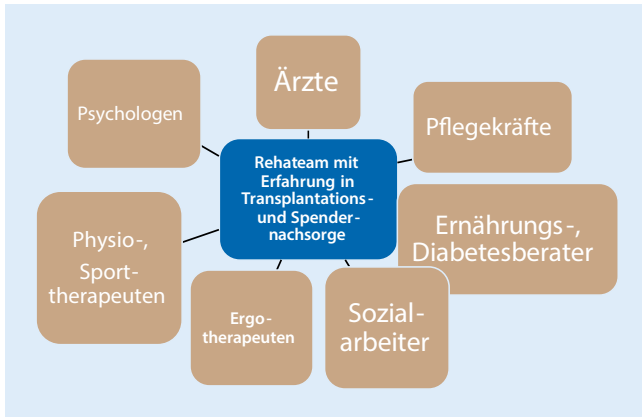 Ärzte
Psychologen
Pflegekräfte
Rehateam mit
Erfahrung in
Transplantations-
und Spender-
nachsorge
Physio-,
Sport-
therapeuten
Ernährungs-,
Diabetesberater
Ergo-
therapeuten
Sozial-
arbeiter